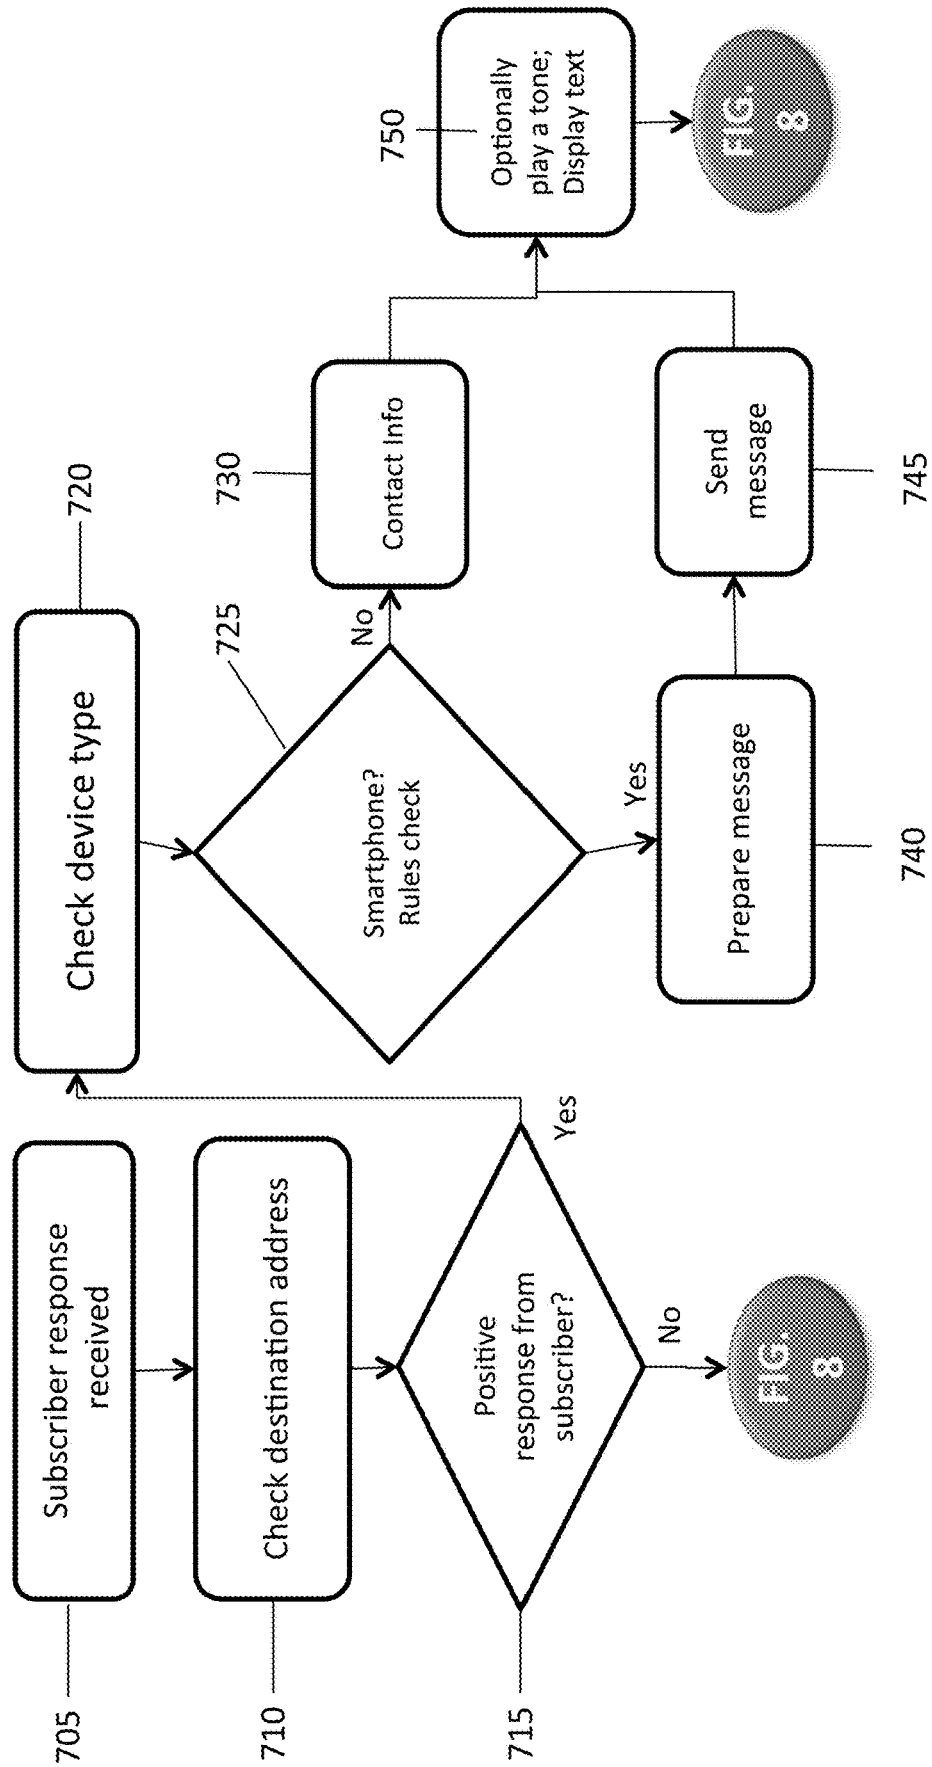 705
Subscriber response
received
710
Check destination address
715
Positive
response from
subscriber?
No
FIG.
8
Yes
720
Check device type
725
Smartphone?
Rules check
No
730
Contact Info
Yes
740
Prepare message
745
Send
message
750
Optionally
play a tone;
Display text
FIG.
8